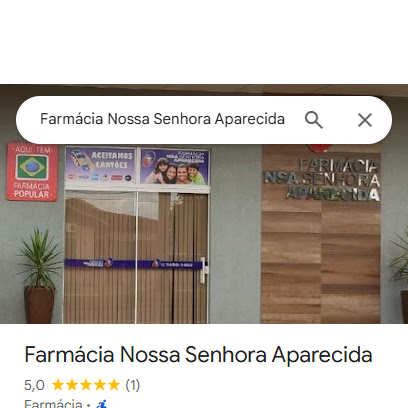 Farmácia Nossa Senhora Aparecida
AQUI TEM
FARMÁCIA
POPULAR
ACEITAMOS
CARTÕES
FARMÁCIA
NSA SENHORA
APARECIDA
FARMÁCIA
NSA SENHORA
APARECIDA
Farmácia Nossa Senhora Aparecida
5,0 (1)
Farmácia ·